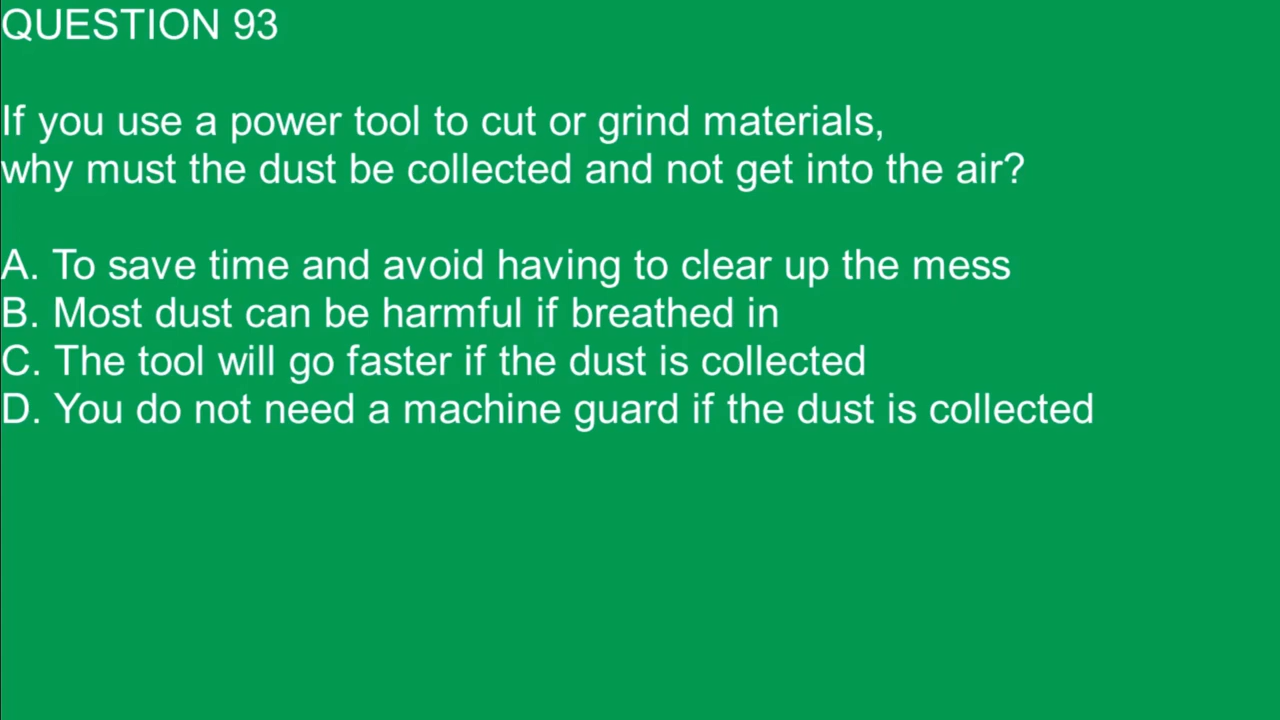 QUESTION 93
If you use a power tool to cut or grind materials,
why must the dust be collected and not get into the air?
A. To save time and avoid having to clear up the mess
B. Most dust can be harmful if breathed in
C. The tool will go faster if the dust is collected
D. You do not need a machine guard if the dust is collected